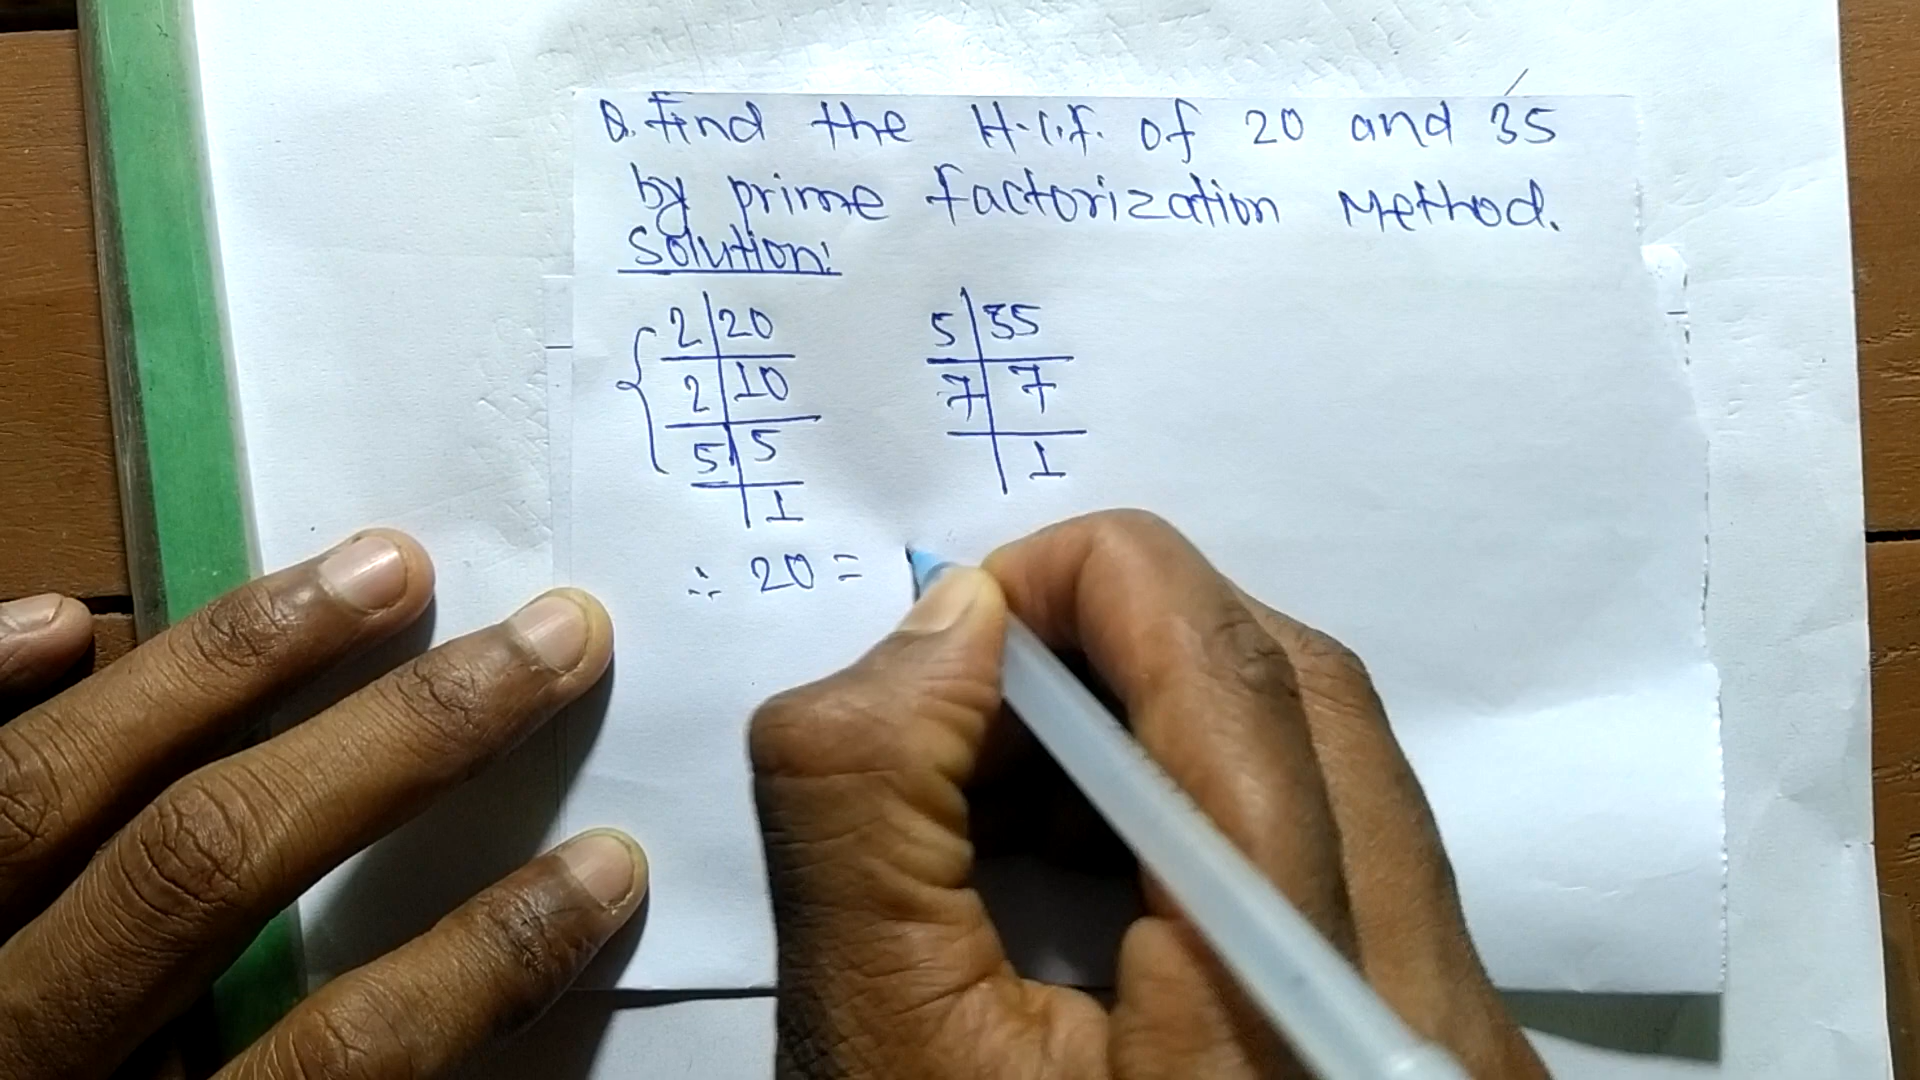 Q. Find the H.C.F. of 20 and 35
by prime factorization Method.
Solution:
2 | 20
2 | 10
5 | 5
1
5 | 35
7 | 7
1
∴ 20 =